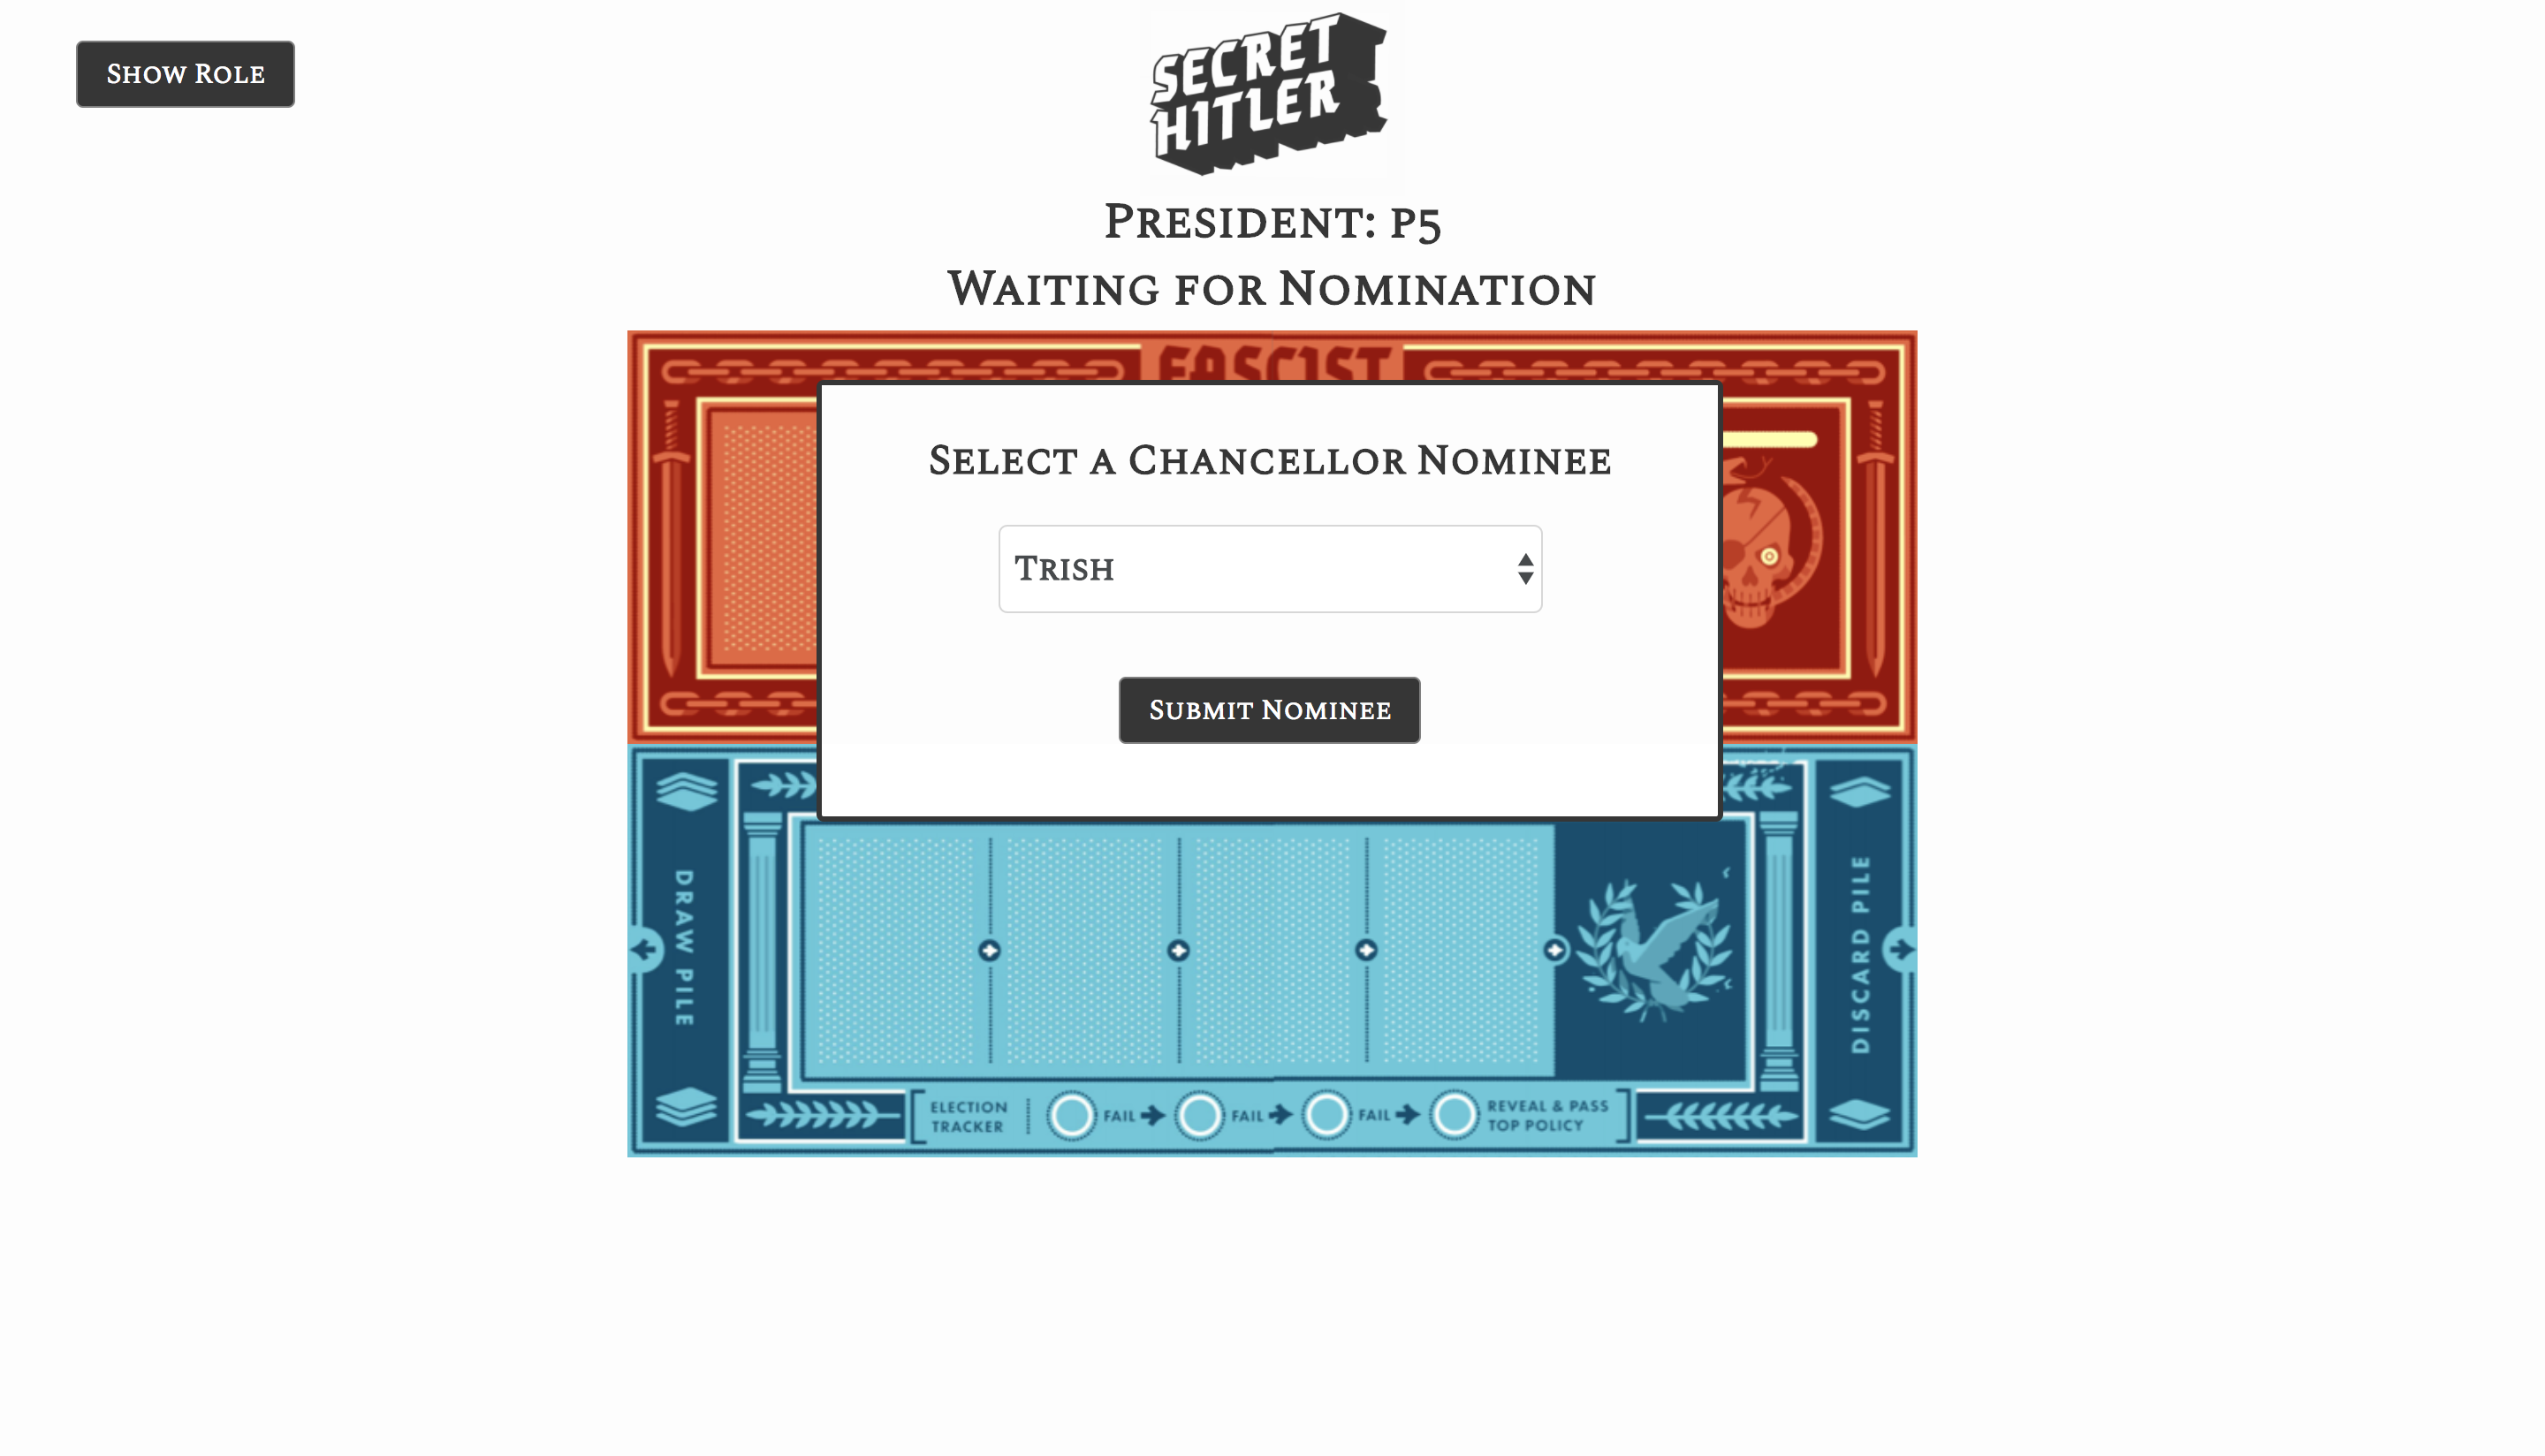 Show Role
SECRET
HITLER
President: p5
Waiting for Nomination
FASCIST
Select a Chancellor Nominee
Trish
Submit Nominee
DRAW PILE
DISCARD PILE
ELECTION
TRACKER
FAIL
FAIL
FAIL
REVEAL & PASS
TOP POLICY